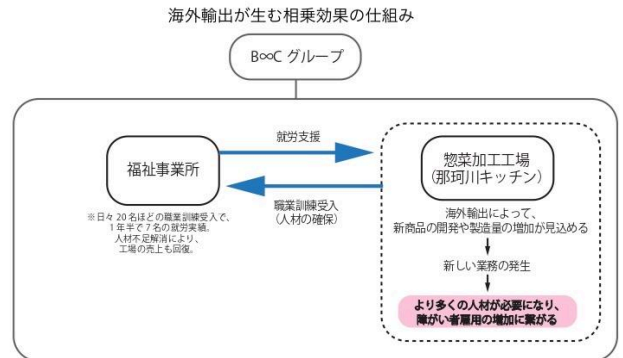 海外輸出が生む相乗効果の仕組み
B∞C グループ
福祉事業所
※日々20名ほどの職業訓練受入で、
1年半で7名の就労実績。
人材不足解消により、
工場の売上も回復。
就労支援
職業訓練受入
（人材の確保）
惣菜加工工場
（那珂川キッチン）
海外輸出によって、
新商品の開発や製造量の増加が見込める
新しい業務の発生
より多くの人材が必要になり、
障がい者雇用の増加に繋がる